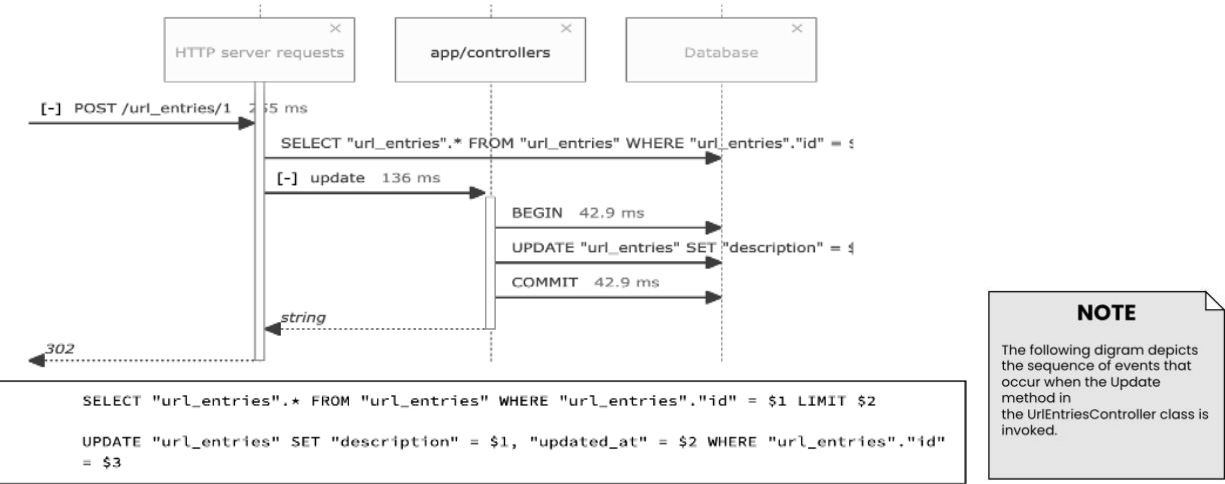 HTTP server requests
app/controllers
Database
[-] POST /url_entries/1 255 ms
SELECT "url_entries".* FROM "url_entries" WHERE "url_entries"."id" = $
[-] update 136 ms
BEGIN 42.9 ms
UPDATE "url_entries" SET "description" = $
COMMIT 42.9 ms
string
302
SELECT "url_entries".* FROM "url_entries" WHERE "url_entries"."id" = $1 LIMIT $2
UPDATE "url_entries" SET "description" = $1, "updated_at" = $2 WHERE "url_entries"."id"
= $3
NOTE
The following digram depicts
the sequence of events that
occur when the Update
method in
the UrlEntriesController class is
invoked.